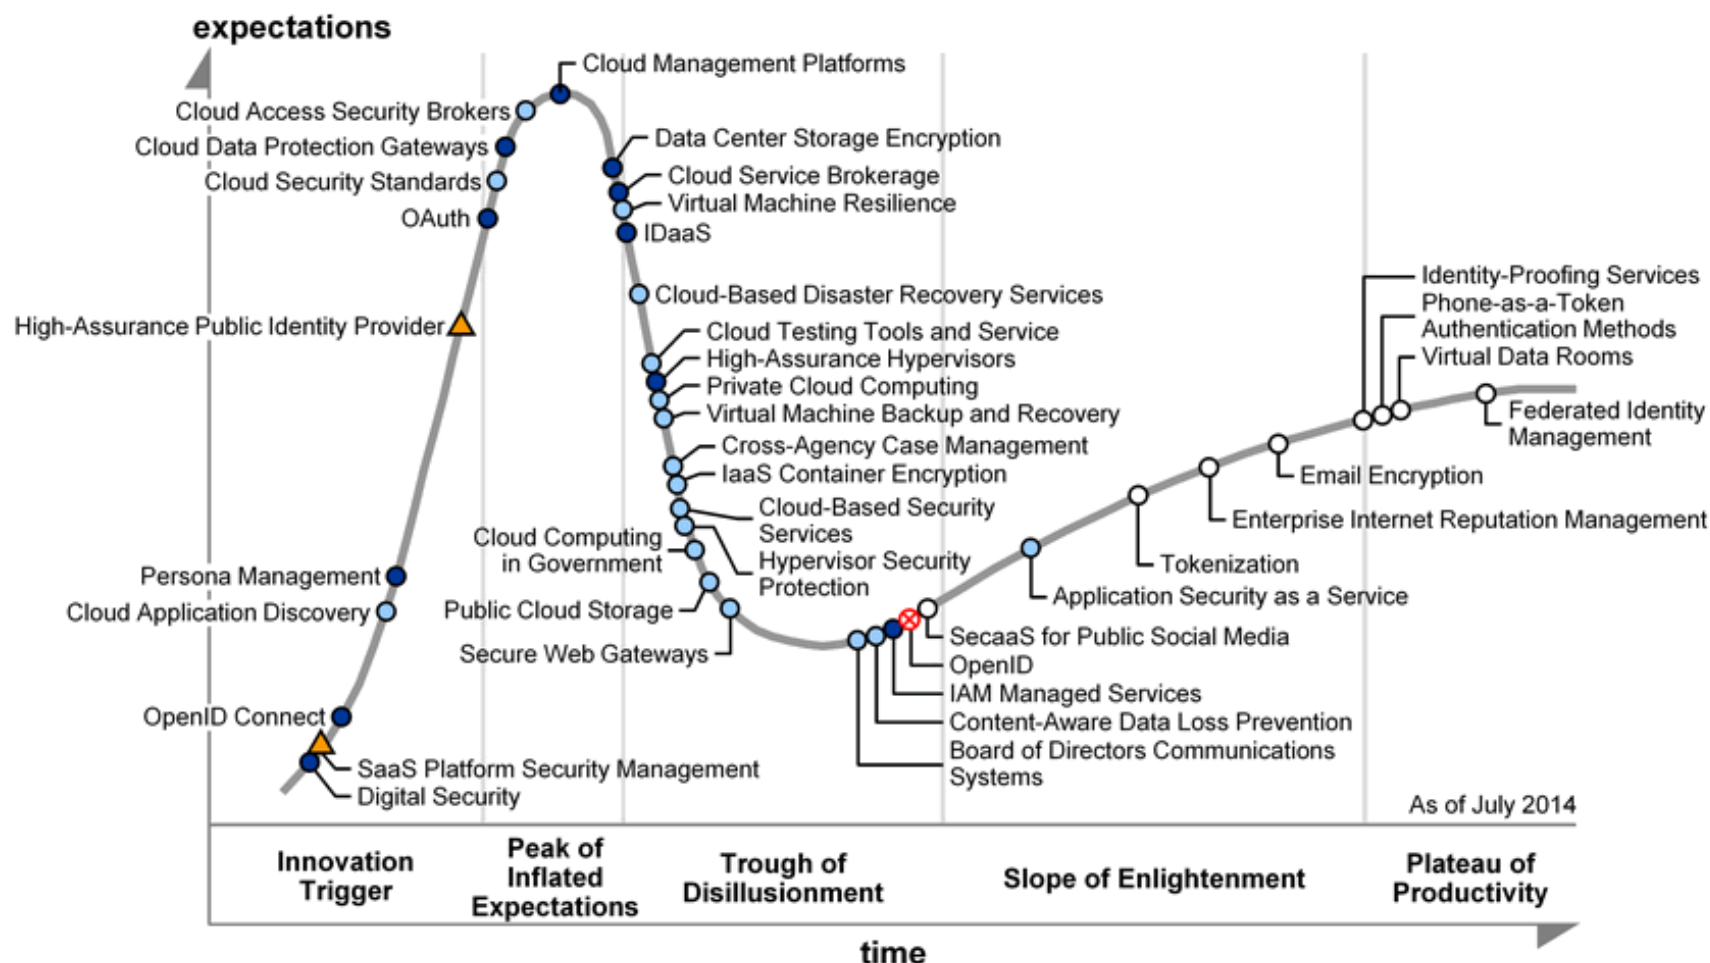 expectations
Cloud Management Platforms
Cloud Access Security Brokers
Data Center Storage Encryption
Cloud Data Protection Gateways
Cloud Service Brokerage
Cloud Security Standards
Virtual Machine Resilience
OAuth
IDaaS
Identity-Proofing Services
Cloud-Based Disaster Recovery Services
Phone-as-a-Token
Authentication Methods
High-Assurance Public Identity Provider
Cloud Testing Tools and Service
High-Assurance Hypervisors
Virtual Data Rooms
Private Cloud Computing
Virtual Machine Backup and Recovery
Federated Identity
Management
Cross-Agency Case Management
IaaS Container Encryption
Email Encryption
Cloud-Based Security
Services
Enterprise Internet Reputation Management
Cloud Computing
in Government
Hypervisor Security
Protection
Tokenization
Persona Management
Cloud Application Discovery
Public Cloud Storage
Application Security as a Service
Secure Web Gateways
SecaaS for Public Social Media
OpenID
IAM Managed Services
Content-Aware Data Loss Prevention
Board of Directors Communications
Systems
OpenID Connect
SaaS Platform Security Management
Digital Security
As of July 2014
Innovation
Trigger
Peak of
Inflated
Expectations
Trough of
Disillusionment
Slope of Enlightenment
Plateau of
Productivity
time